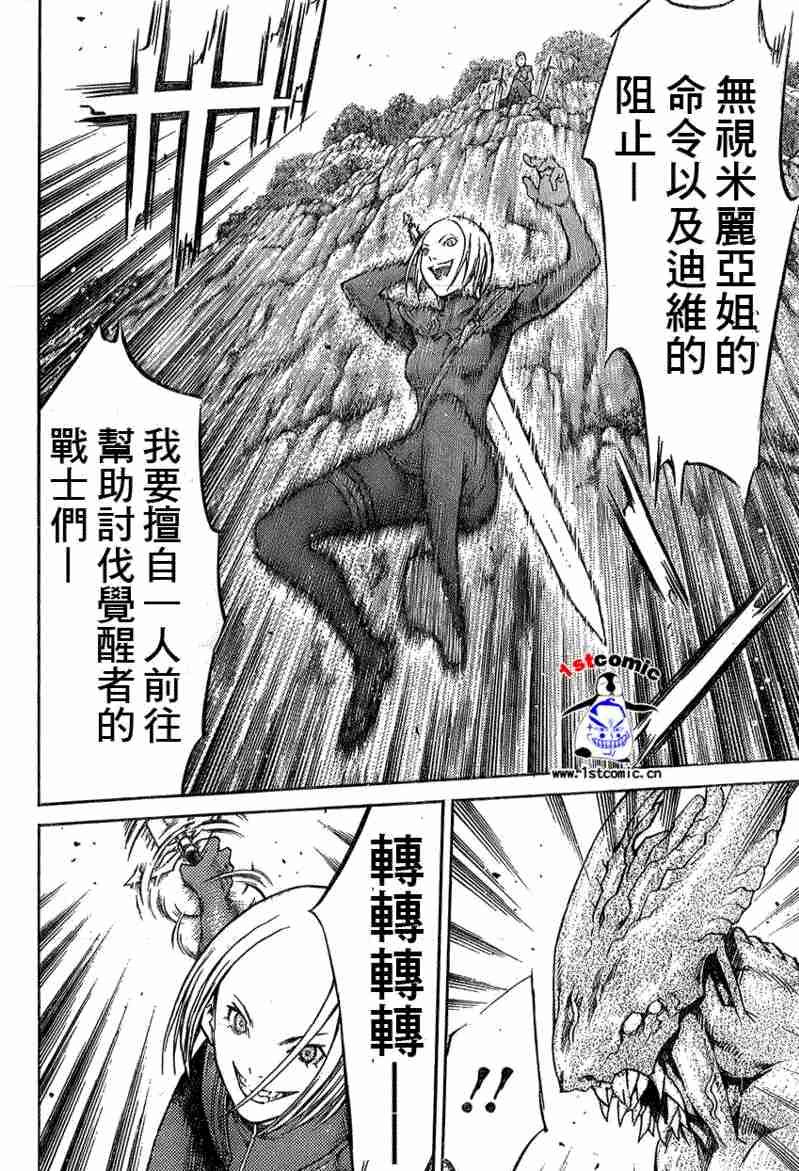 無視米麗亞姐的
命令以及迪維的
阻止—
我要擅自一人前往
幫助討伐覺醒者的
戰士們—
1stcomic
www.1stcomic.cn
!!
轉轉轉轉——